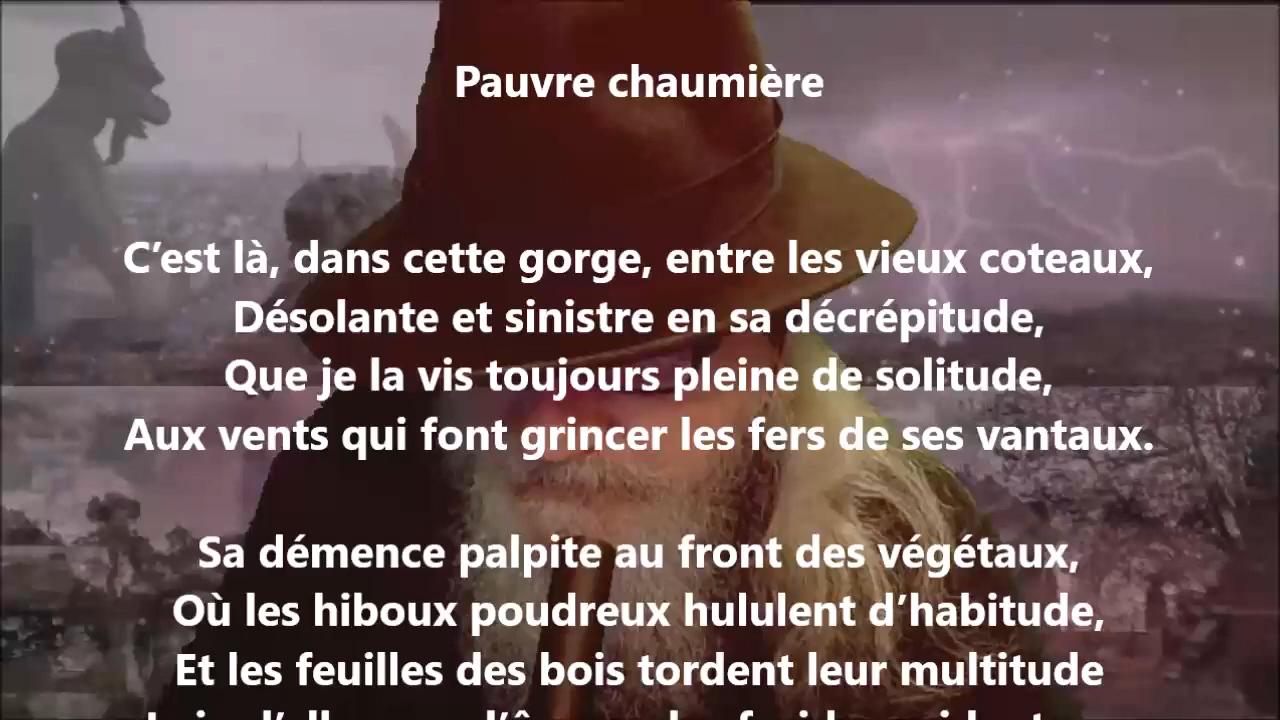 Pauvre chaumière
C’est là, dans cette gorge, entre les vieux coteaux,
Désolante et sinistre en sa décrépitude,
Que je la vis toujours pleine de solitude,
Aux vents qui font grincer les fers de ses vantaux.
Sa démence palpite au front des végétaux,
Où les hiboux poudreux hululent d’habitude,
Et les feuilles des bois tordent leur multitude